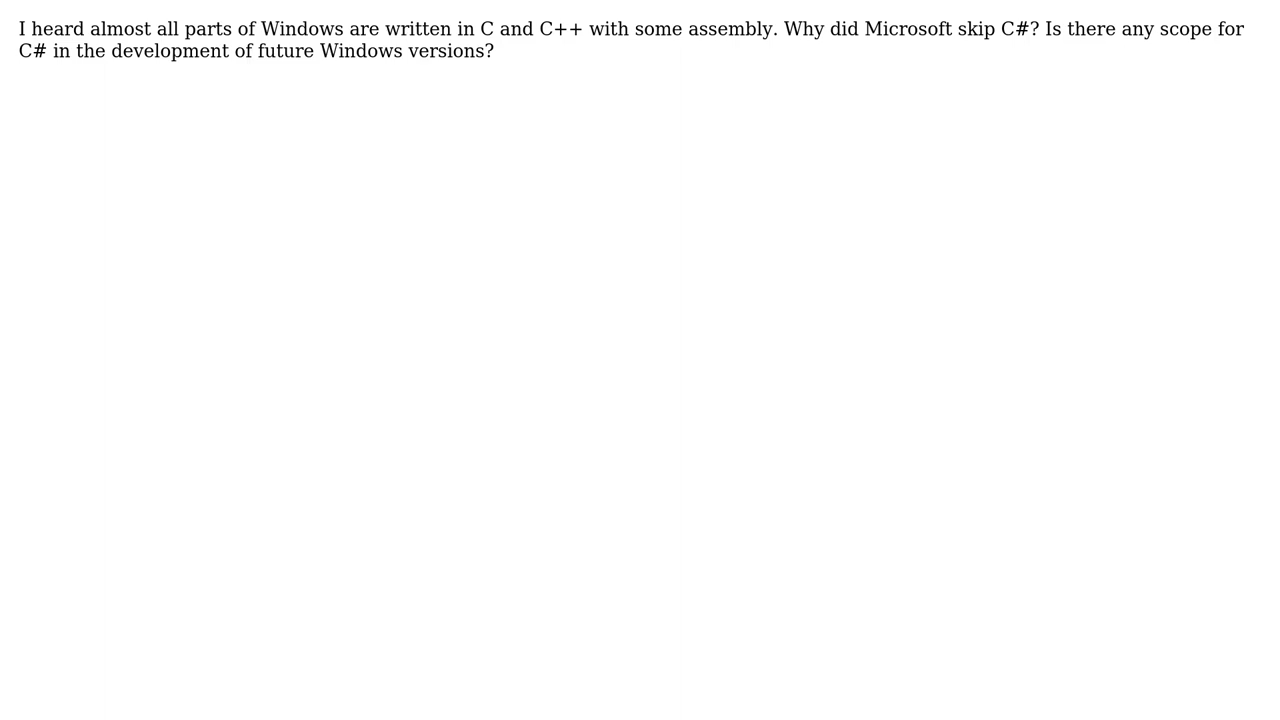 I heard almost all parts of Windows are written in C and C++ with some assembly. Why did Microsoft skip C#? Is there any scope for
C# in the development of future Windows versions?